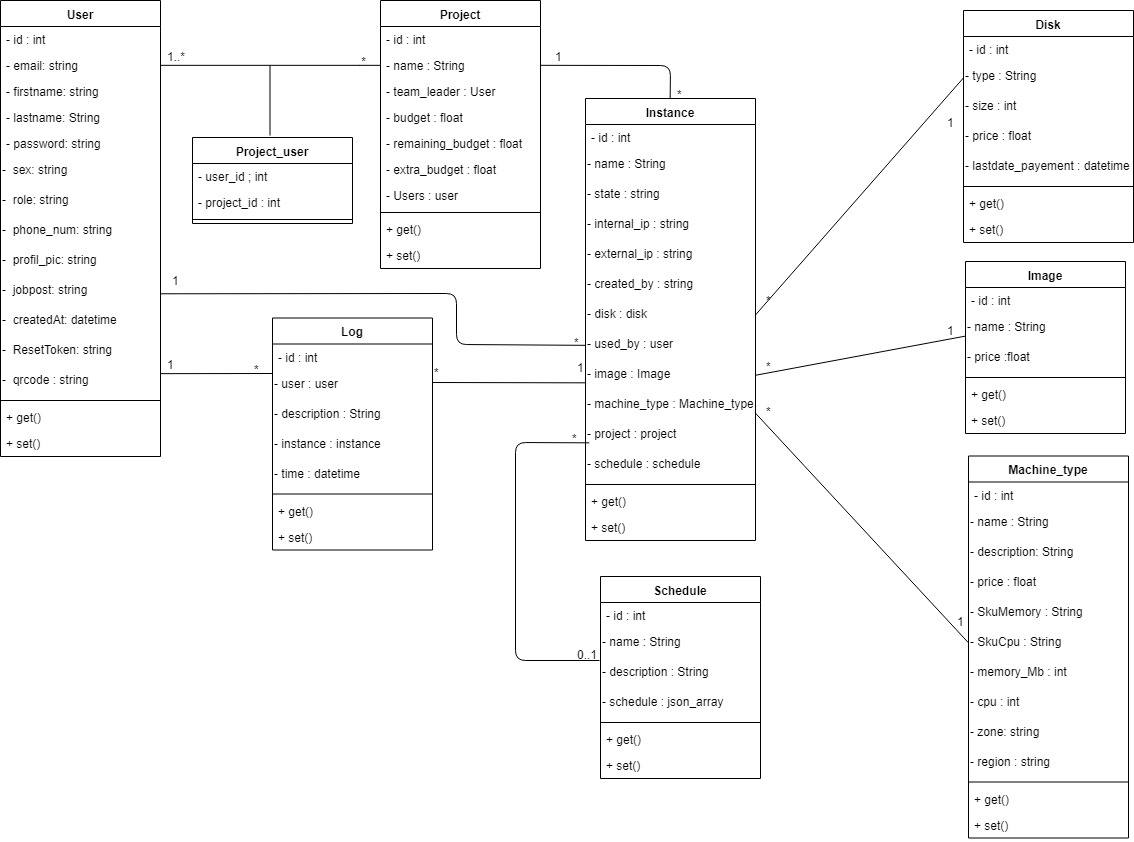 User
- id : int
- email: string
- firstname: string
- lastname: String
- password: string
- sex: string
- role: string
- phone_num: string
- profil_pic: string
- jobpost: string
- createdAt: datetime
- ResetToken: string
- qrcode : string
+ get()
+ set()
1..*
*
Project_user
- user_id ; int
- project_id : int
Project
- id : int
- name : String
- team_leader : User
- budget : float
- remaining_budget : float
- extra_budget : float
- Users : user
+ get()
+ set()
1
*
1
*
1
*
Log
- id : int
- user : user
- description : String
- instance : instance
- time : datetime
+ get()
+ set()
*
1
Instance
- id : int
- name : String
- state : string
- internal_ip : string
- external_ip : string
- created_by : string
- disk : disk
- used_by : user
- image : Image
- machine_type : Machine_type
- project : project
- schedule : schedule
+ get()
+ set()
*
0..1
Schedule
- id : int
- name : String
- description : String
- schedule : json_array
+ get()
+ set()
*
1
Disk
- id : int
- type : String
- size : int
- price : float
- lastdate_payement : datetime
+ get()
+ set()
*
1
Image
- id : int
- name : String
- price :float
+ get()
+ set()
*
1
Machine_type
- id : int
- name : String
- description: String
- price : float
- SkuMemory : String
- SkuCpu : String
- memory_Mb : int
- cpu : int
- zone: string
- region : string
+ get()
+ set()